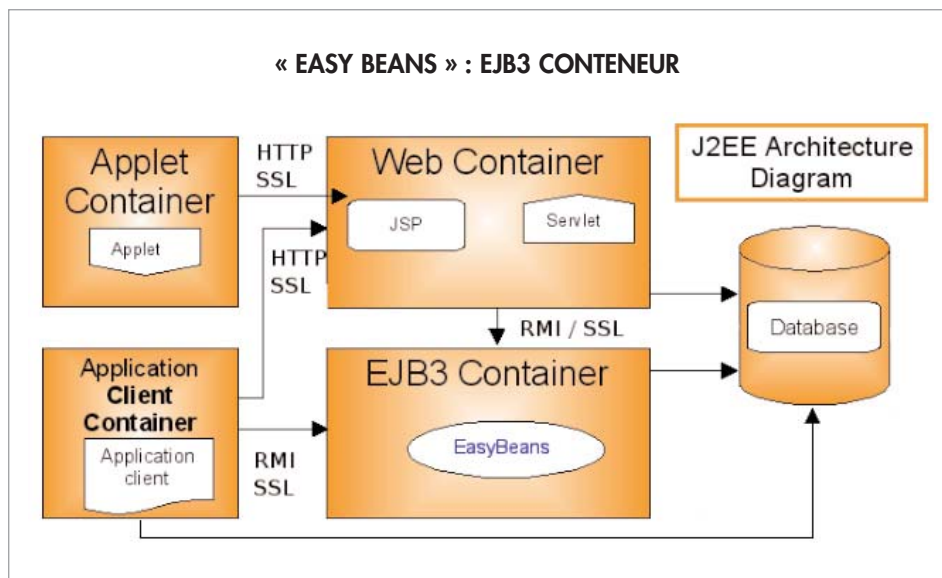 « EASY BEANS » : EJB3 CONTENEUR
Applet
Container
Applet
HTTP
SSL
Web Container
JSP
Servlet
J2EE Architecture
Diagram
HTTP
SSL
RMI / SSL
Database
Application
Client
Container
Application
client
RMI
SSL
EJB3 Container
EasyBeans